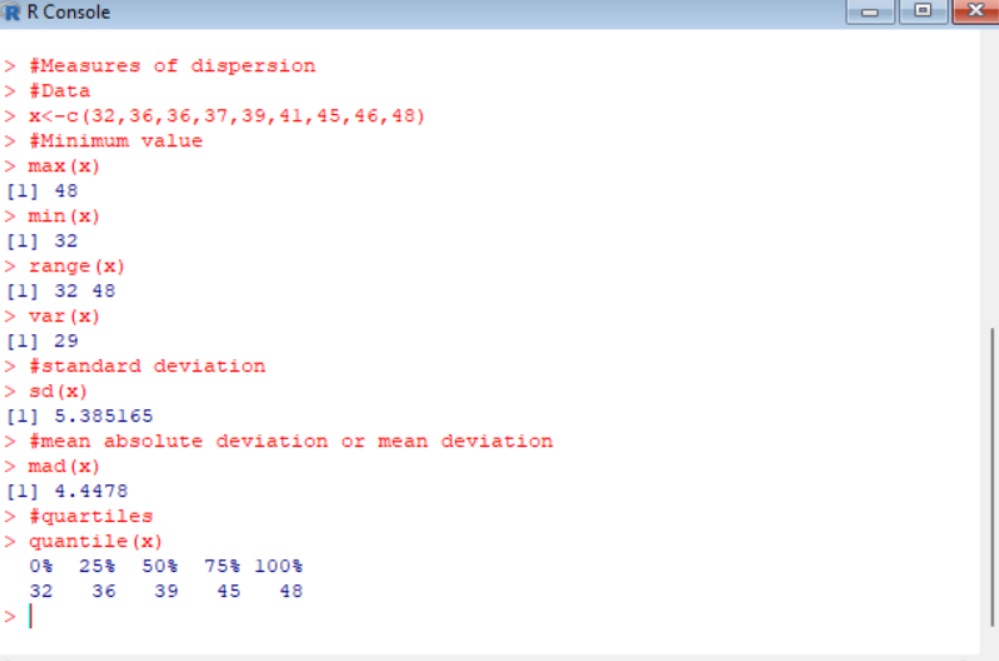 R Console
> #Measures of dispersion
> #Data
> x<-c(32,36,36,37,39,41,45,46,48)
> #Minimum value
> max(x)
[1] 48
> min(x)
[1] 32
> range(x)
[1] 32 48
> var(x)
[1] 29
> #standard deviation
> sd(x)
[1] 5.385165
> #mean absolute deviation or mean deviation
> mad(x)
[1] 4.4478
> #quartiles
> quantile(x)
  0%  25%  50%  75% 100%
  32   36   39   45   48
>